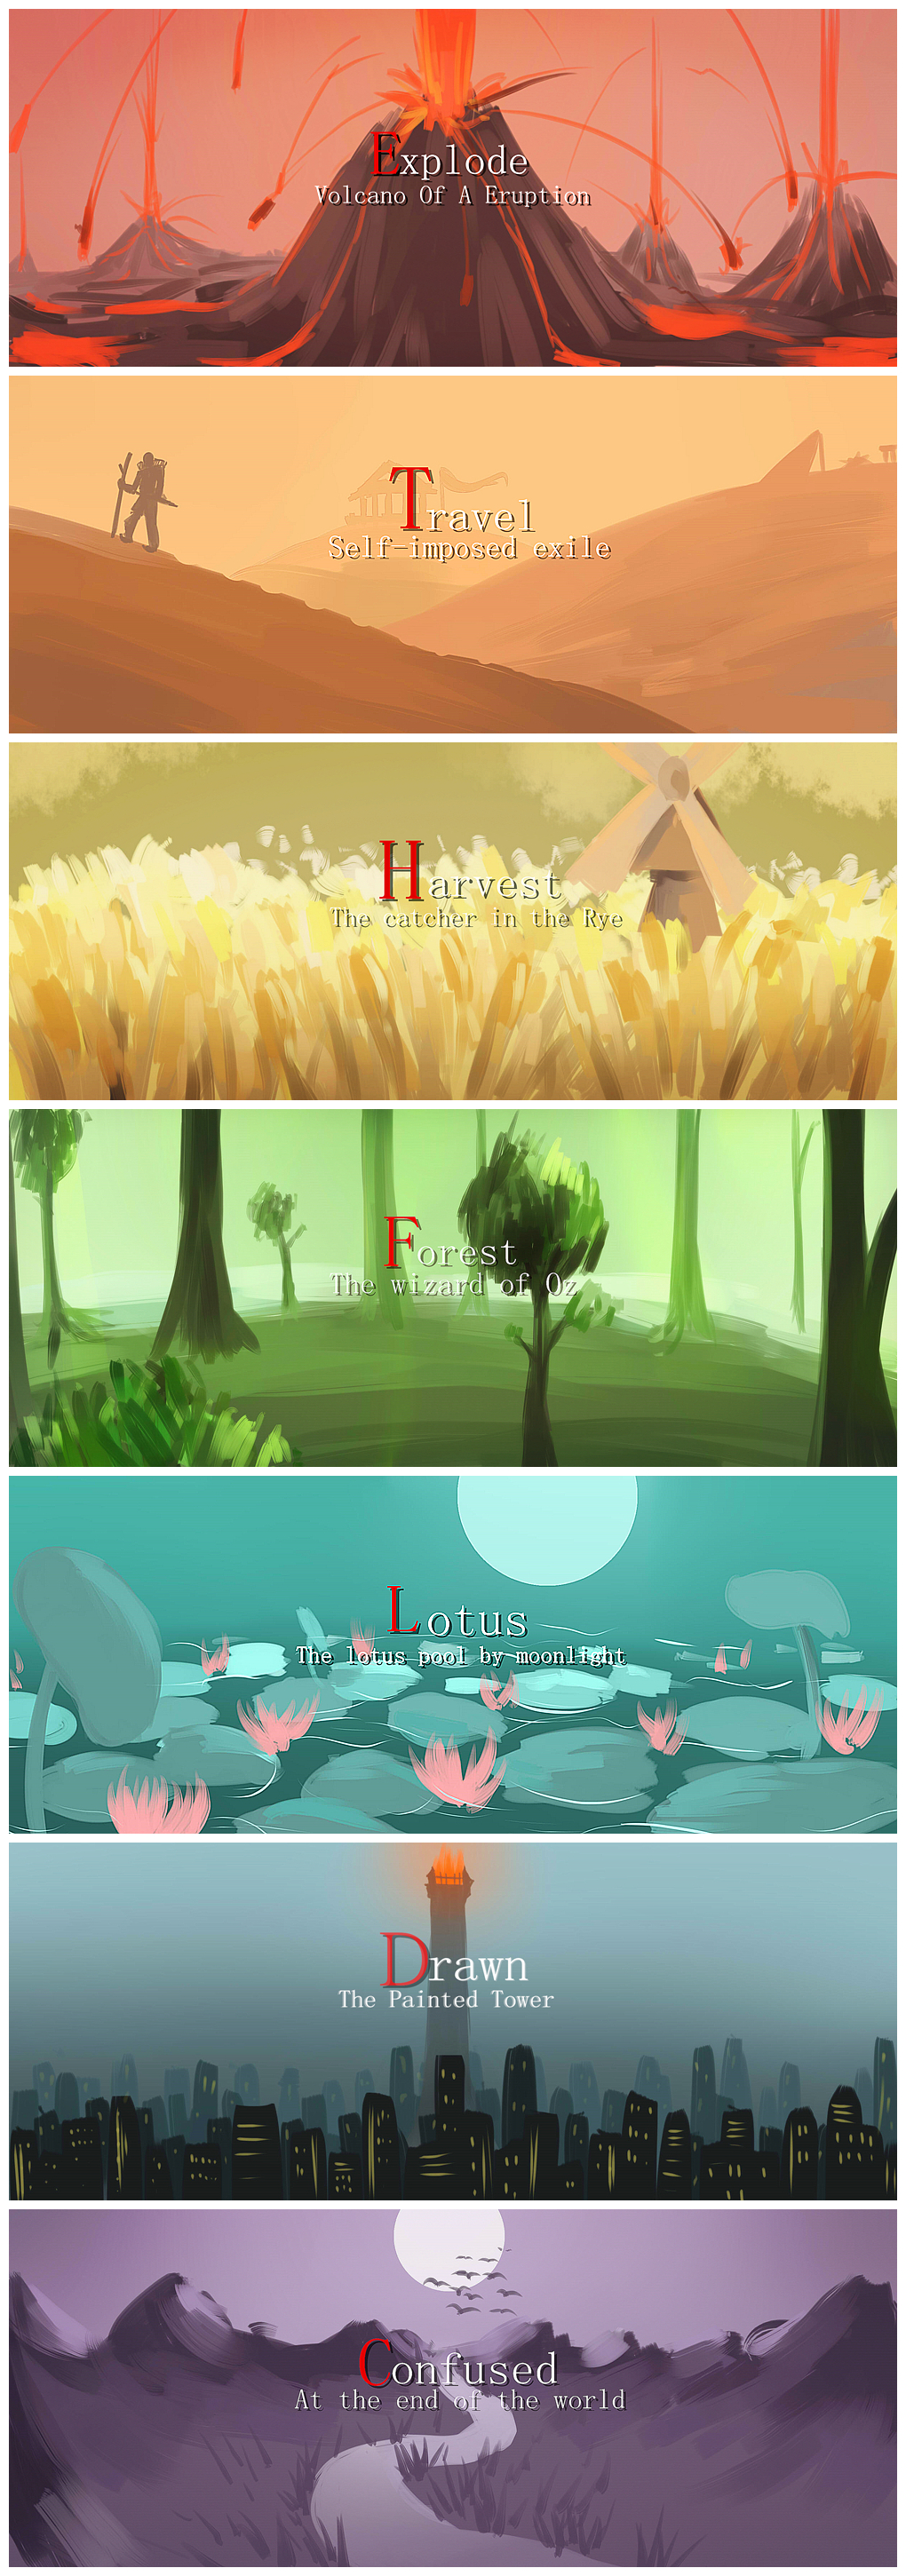 Explode
Volcano Of A Eruption
Travel
Self-imposed exile
Harvest
The catcher in the Rye
Forest
The wizard of Oz
Lotus
The lotus pool by moonlight
Drawn
The Painted Tower
Confused
At the end of the world